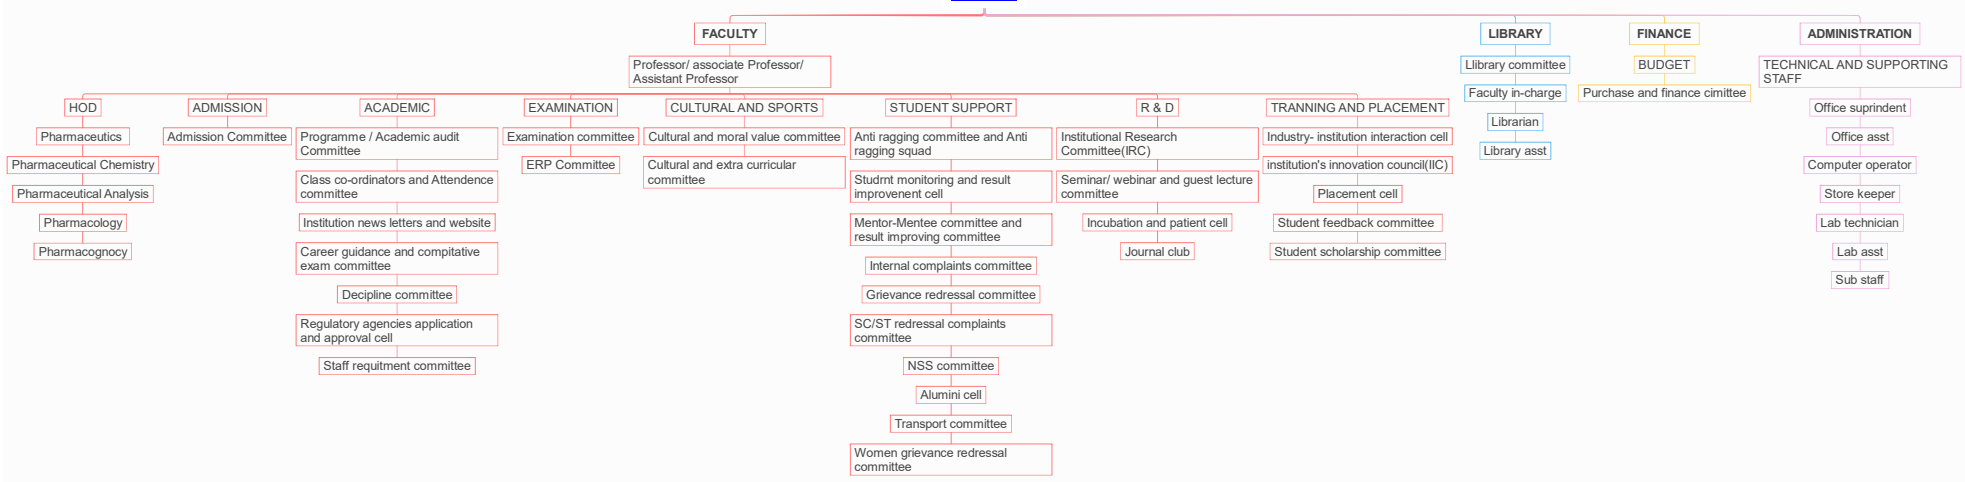 FACULTY
LIBRARY
FINANCE
ADMINISTRATION
Professor/ associate Professor/
Assistant Professor
Llibrary committee
BUDGET
TECHNICAL AND SUPPORTING
STAFF
Faculty in-charge
Purchase and finance cimittee
Librarian
Library asst
Office suprindent
Office asst
Computer operator
Store keeper
Lab technician
Lab asst
Sub staff
HOD
Pharmaceutics
Pharmaceutical Chemistry
Pharmaceutical Analysis
Pharmacology
Pharmacognocy
ADMISSION
Admission Committee
ACADEMIC
Programme / Academic audit
Committee
Class co-ordinators and Attendence
committee
Institution news letters and website
Career guidance and compitative
exam committee
Decipline committee
Regulatory agencies application
and approval cell
Staff requitment committee
EXAMINATION
Examination committee
ERP Committee
CULTURAL AND SPORTS
Cultural and moral value committee
Cultural and extra curricular
committee
STUDENT SUPPORT
Anti ragging committee and Anti
ragging squad
Studrnt monitoring and result
improvenent cell
Mentor-Mentee committee and
result improving committee
Internal complaints committee
Grievance redressal committee
SC/ST redressal complaints
committee
NSS committee
Alumini cell
Transport committee
Women grievance redressal
committee
R & D
Institutional Research
Committee(IRC)
Seminar/ webinar and guest lecture
committee
Incubation and patient cell
Journal club
TRANNING AND PLACEMENT
Industry- institution interaction cell
institution's innovation council(IIC)
Placement cell
Student feedback committee
Student scholarship committee